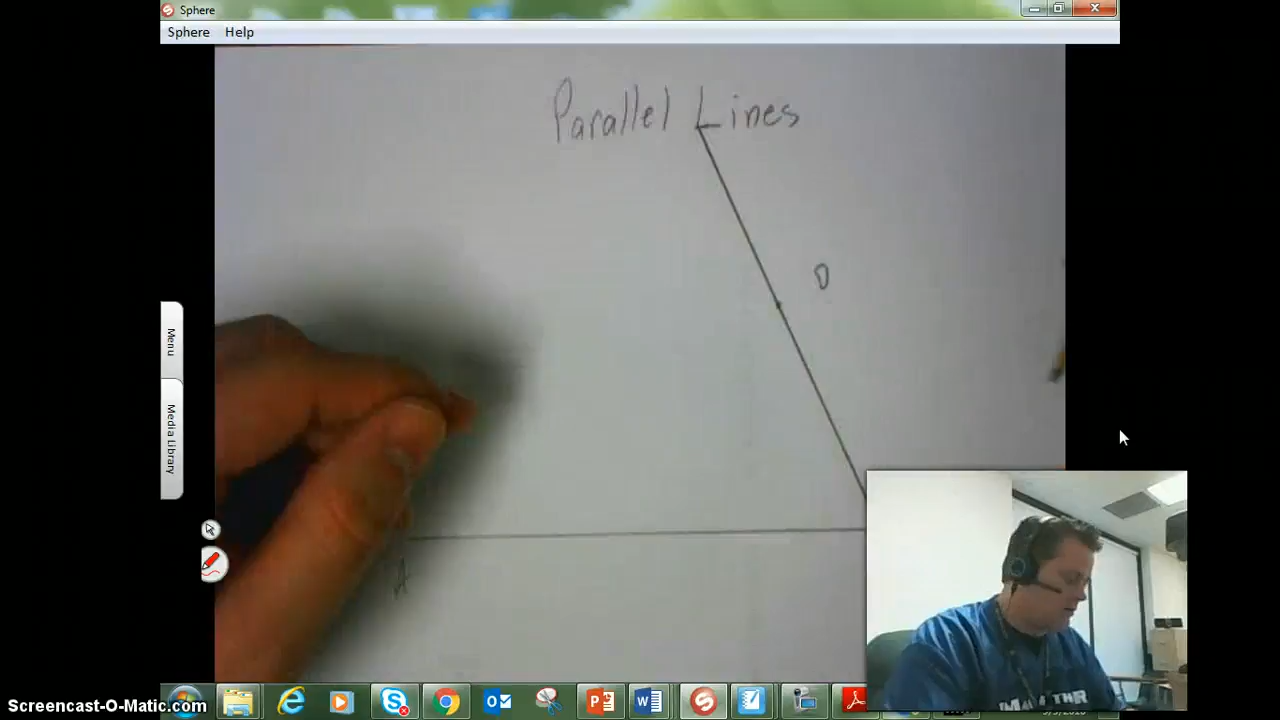 Sphere
Sphere Help
Parallel Lines
O
Menu
Media Library
A
SCREENCAST-O-MATIC.COM